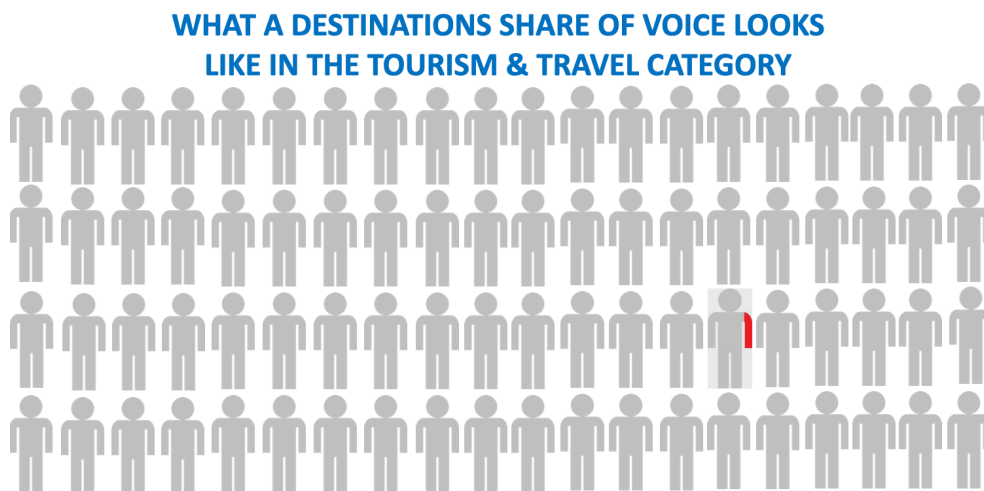 WHAT A DESTINATIONS SHARE OF VOICE LOOKS
LIKE IN THE TOURISM & TRAVEL CATEGORY